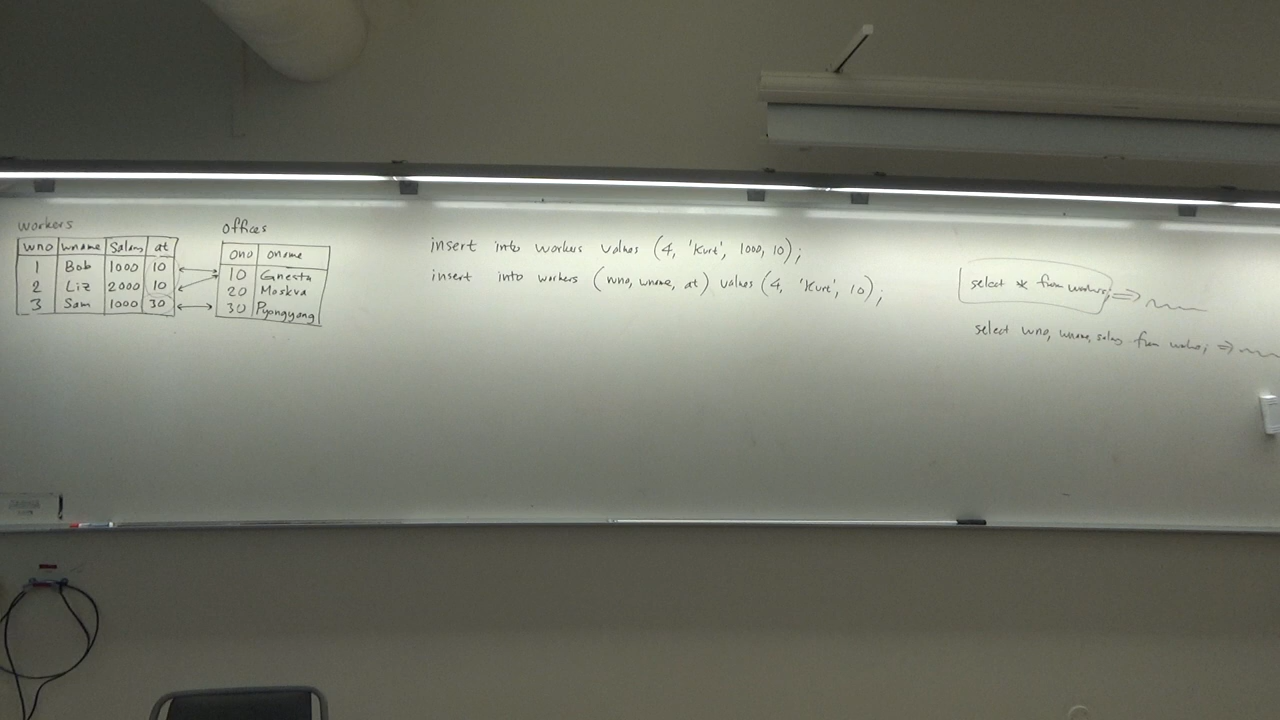 workers
wno wname Salary at
1 Bob 1000 10
2 Liz 2000 10
3 Sam 1000 30
offices
ono oname
10 Gnesta
20 Moskva
30 Pyongyang
insert into workers values (4, 'Kurt', 1000, 10);
insert into workers (wno, wname, at) values (4, 'Kurt', 10);
select * from workers; =>
select wno, wname, salary from workers; =>